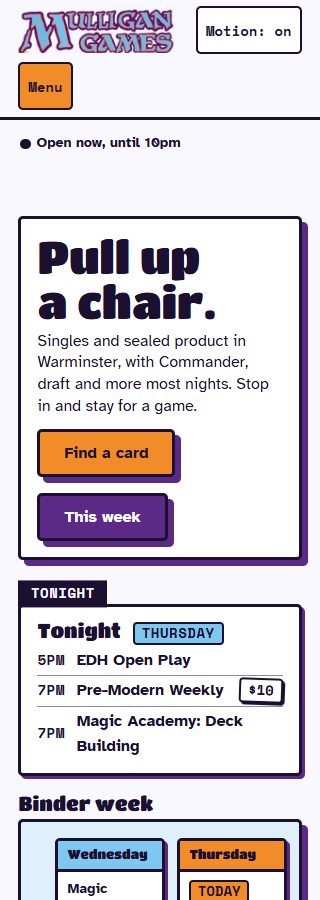 MULLIGAN
GAMES
Motion: on
Menu
Open now, until 10pm
Pull up
a chair.
Singles and sealed product in
Warminster, with Commander,
draft and more most nights. Stop
in and stay for a game.
Find a card
This week
TONIGHT
Tonight THURSDAY
5PM EDH Open Play
7PM Pre-Modern Weekly $10
7PM Magic Academy: Deck
Building
Binder week
Wednesday Thursday
Magic TODAY